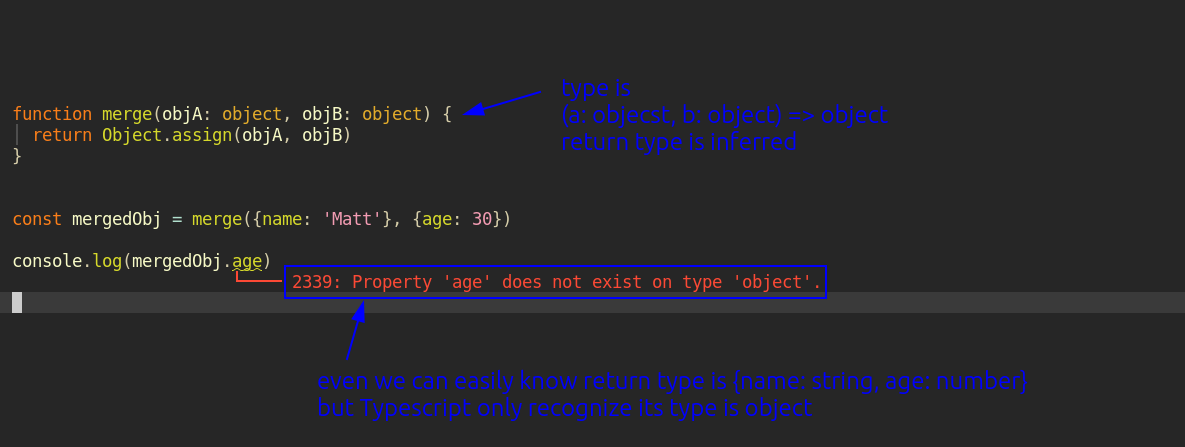 type is
function merge(objA: object, objB: object) {
(a: objecst, b: object) => object
return Object.assign(objA, objB)
return type is inferred
}
const mergedObj = merge({name: 'Matt'}, {age: 30})
console.log(mergedObj.age)
2339: Property 'age' does not exist on type 'object'.
even we can easily know return type is {name: string, age: number}
but Typescript only recognize its type is object